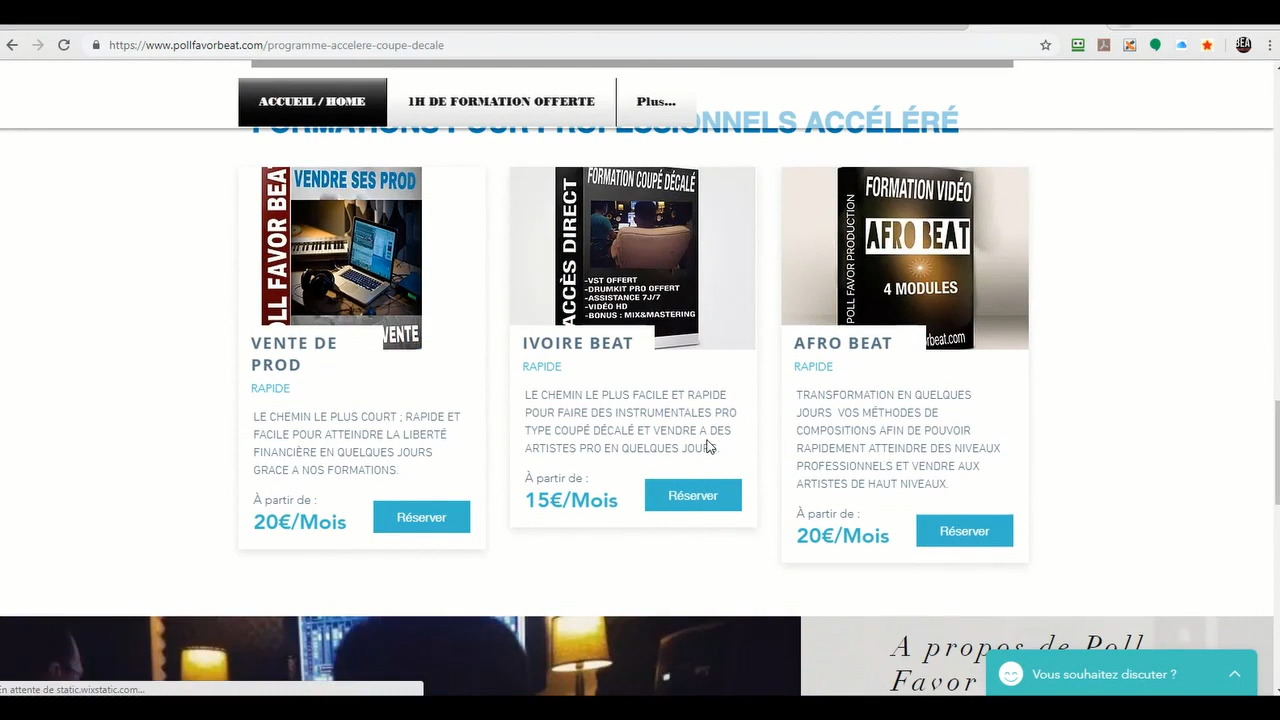 https://www.pollfavorbeat.com/programme-accelere-coupe-decale
BEA
ACCUEIL / HOME
1H DE FORMATION OFFERTE
Plus...
FORMATIONS POUR PROFESSIONNELS ACCÉLÉRÉ
POLL FAVOR BEA
VENDRE SES PROD
VENTE
VENTE DE
PROD
RAPIDE
LE CHEMIN LE PLUS COURT ; RAPIDE ET
FACILE POUR ATTEINDRE LA LIBERTÉ
FINANCIÈRE EN QUELQUES JOURS
GRACE A NOS FORMATIONS.
À partir de :
20€/Mois
Réserver
ACCÈS DIRECT
FORMATION COUPÉ DÉCALÉ
-VST OFFERT
-DRUMKIT PRO OFFERT
-ASSISTANCE 7J/7
-VIDÉO HD
-BONUS : MIX&MASTERING
IVOIRE BEAT
RAPIDE
LE CHEMIN LE PLUS FACILE ET RAPIDE
POUR FAIRE DES INSTRUMENTALES PRO
TYPE COUPÉ DÉCALÉ ET VENDRE A DES
ARTISTES PRO EN QUELQUES JOURS.
À partir de :
15€/Mois
Réserver
POLL FAVOR PRODUCTION
FORMATION VIDÉO
AFRO BEAT
4 MODULES
rbeat.com
AFRO BEAT
RAPIDE
TRANSFORMATION EN QUELQUES
JOURS VOS MÉTHODES DE
COMPOSITIONS AFIN DE POUVOIR
RAPIDEMENT ATTEINDRE DES NIVEAUX
PROFESSIONNELS ET VENDRE AUX
ARTISTES DE HAUT NIVEAUX.
À partir de :
20€/Mois
Réserver
A propos de Poll
Favor
Vous souhaitez discuter ?
En attente de static.wixstatic.com...